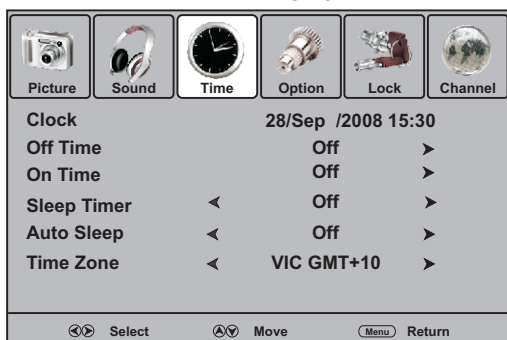 Picture Sound Time Option Lock Channel
Clock 28/Sep /2008 15:30
Off Time Off
On Time Off
Sleep Timer Off
Auto Sleep Off
Time Zone VIC GMT+10
Select Move Menu Return